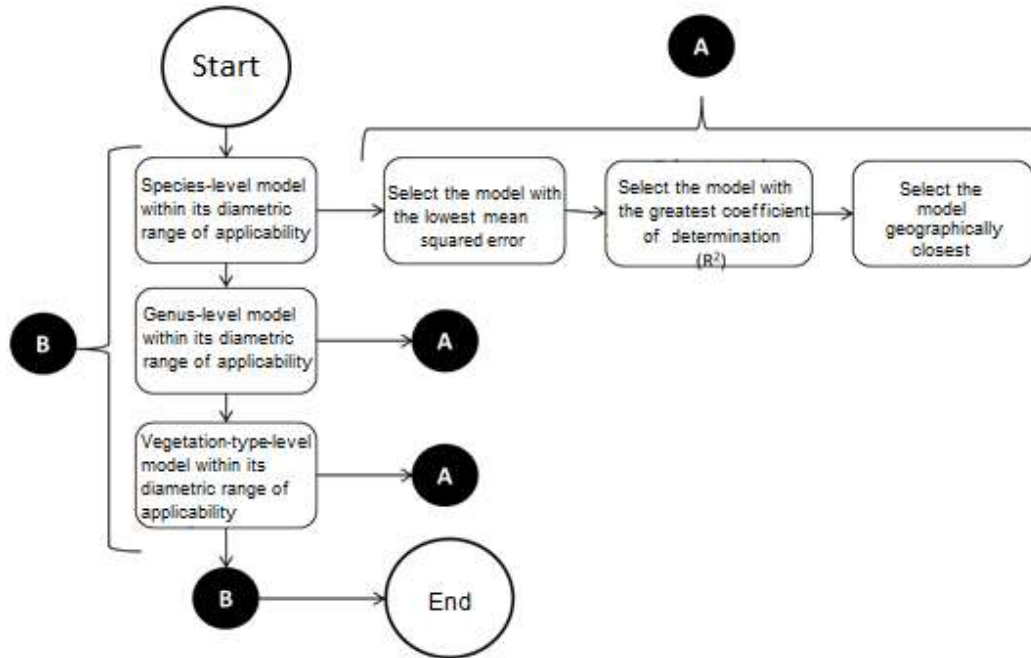 Start
A
Species-level model
within its diametric
range of applicability
Select the model with
the lowest mean
squared error
Select the model with
the greatest coefficient
of determination
(R²)
Select the
model
geographically
closest
B
Genus-level model
within its diametric
range of applicability
A
Vegetation-type-level
model within its
diametric range of
applicability
A
B
End